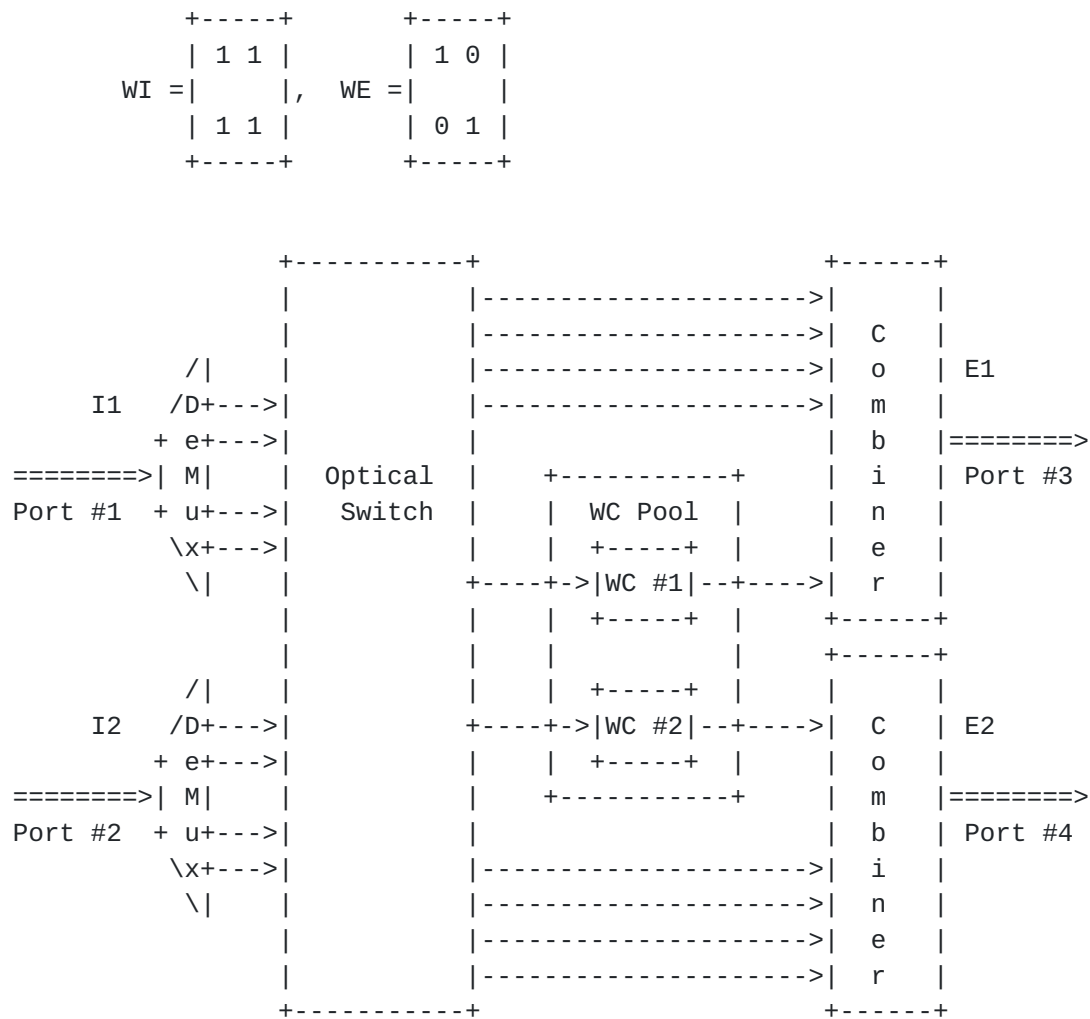 +-----+       +-----+
| 1 1 |       | 1 0 |
WI =|     |,  WE =|     |
| 1 1 |       | 0 1 |
+-----+       +-----+
+-----------+                      +------+
|           |--------------------->|      |
|           |--------------------->|  C   |
/|    |           |--------------------->|  o   | E1
I1   /D+--->|           |--------------------->|  m   |
+ e+--->|           |                      |  b   |========>
========>| M|    |  Optical  |    +-----------+     |  i   | Port #3
Port #1  + u+--->|   Switch  |    |  WC Pool  |     |  n   |
\x+--->|           |    |  +-----+  |     |  e   |
\|    |           +----+->|WC #1|--+---->|  r   |
|           |    |  +-----+  |     +------+
|           |    |           |     +------+
/|    |           |    |  +-----+  |     |      |
I2   /D+--->|           +----+->|WC #2|--+---->|  C   | E2
+ e+--->|           |    |  +-----+  |     |  o   |
========>| M|    |           |    +-----------+     |  m   |========>
Port #2  + u+--->|           |                      |  b   | Port #4
\x+--->|           |--------------------->|  i   |
\|    |           |--------------------->|  n   |
|           |--------------------->|  e   |
|           |--------------------->|  r   |
+-----------+                      +------+